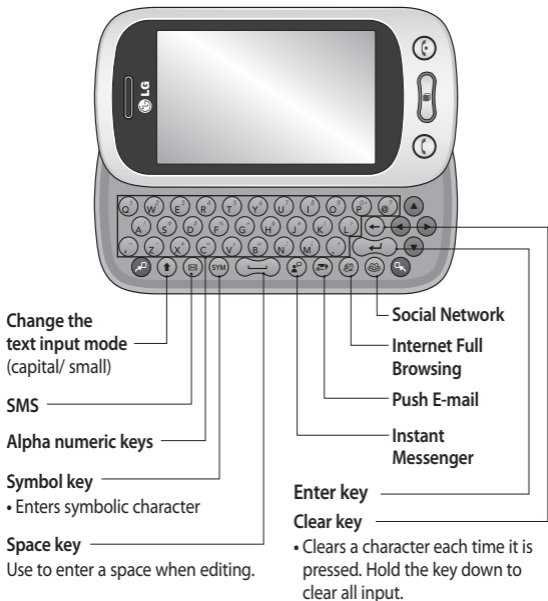 LG
Q W E R T Y U I O P @
A S D F G H J K L
Z X C V B N M
SYM
Change the
text input mode
(capital/ small)
SMS
Alpha numeric keys
Symbol key
• Enters symbolic character
Space key
Use to enter a space when editing.
Social Network
Internet Full
Browsing
Push E-mail
Instant
Messenger
Enter key
Clear key
• Clears a character each time it is
pressed. Hold the key down to
clear all input.